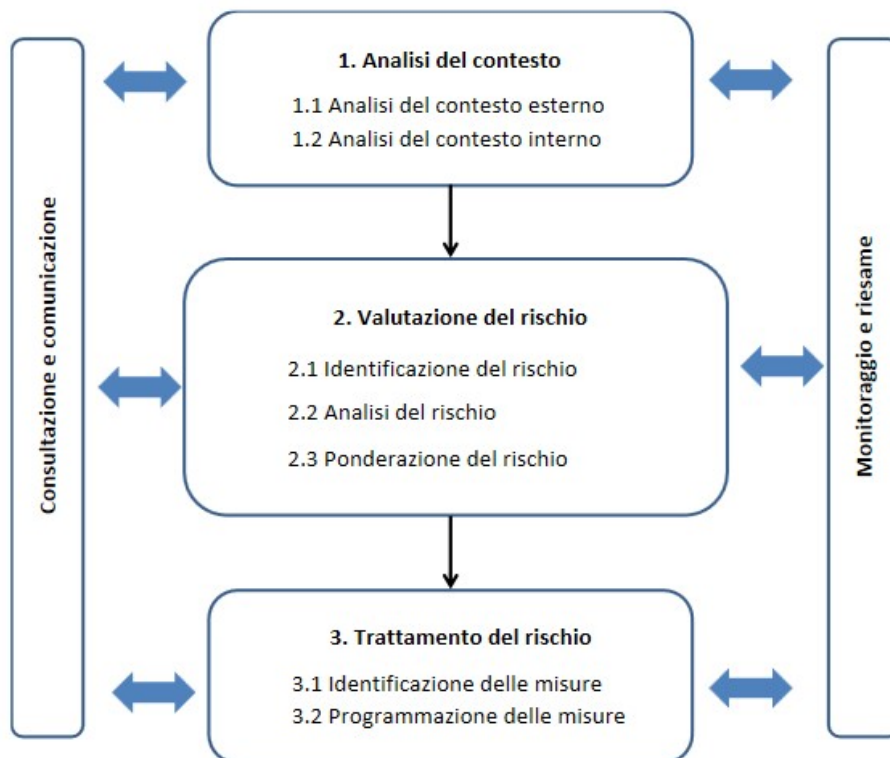 Consultazione e comunicazione
1. Analisi del contesto
1.1 Analisi del contesto esterno
1.2 Analisi del contesto interno
2. Valutazione del rischio
2.1 Identificazione del rischio
2.2 Analisi del rischio
2.3 Ponderazione del rischio
3. Trattamento del rischio
3.1 Identificazione delle misure
3.2 Programmazione delle misure
Monitoraggio e riesame